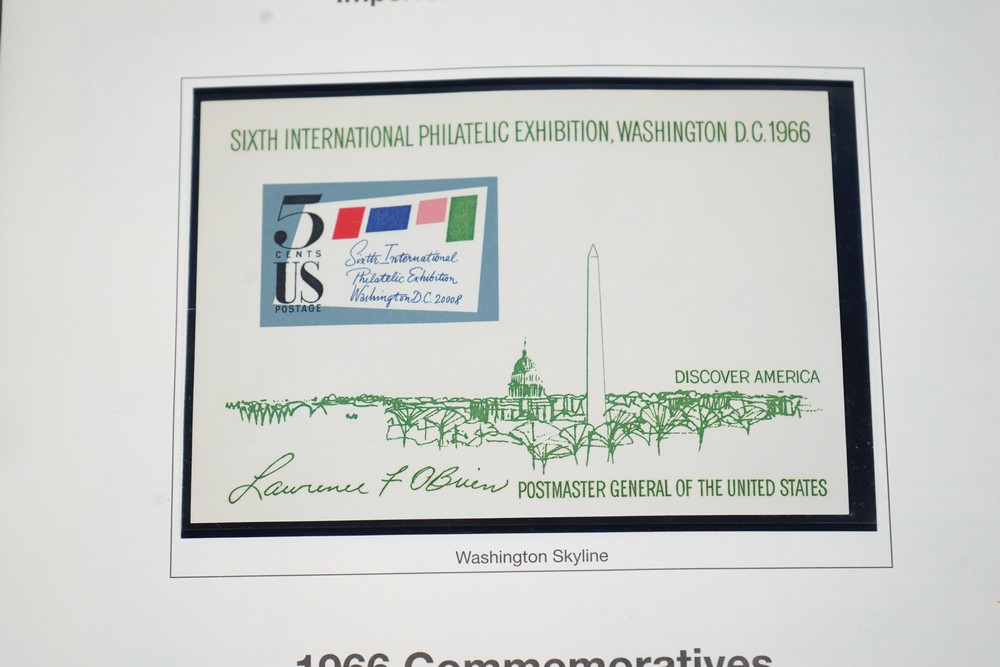 SIXTH INTERNATIONAL PHILATELIC EXHIBITION, WASHINGTON D.C. 1966
5
CENTS
US
POSTAGE
Sixth International
Philatelic Exhibition
Washington D.C. 20008
DISCOVER AMERICA
Lawrence F O'Brien
POSTMASTER GENERAL OF THE UNITED STATES
Washington Skyline
1966 Commemoratives